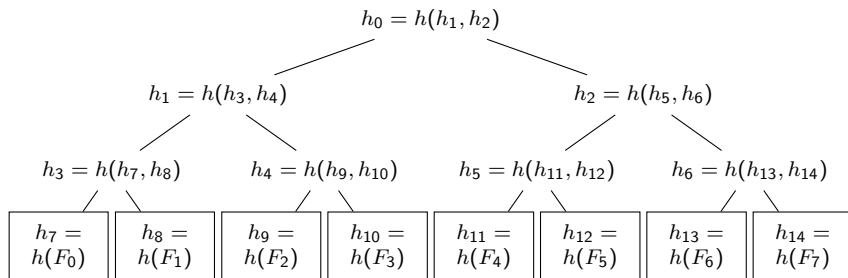 h₀ = h(h₁, h₂)
h₁ = h(h₃, h₄)
h₂ = h(h₅, h₆)
h₃ = h(h₇, h₈)
h₄ = h(h₉, h₁₀)
h₅ = h(h₁₁, h₁₂)
h₆ = h(h₁₃, h₁₄)
h₇ =
h(F₀)
h₈ =
h(F₁)
h₉ =
h(F₂)
h₁₀ =
h(F₃)
h₁₁ =
h(F₄)
h₁₂ =
h(F₅)
h₁₃ =
h(F₆)
h₁₄ =
h(F₇)